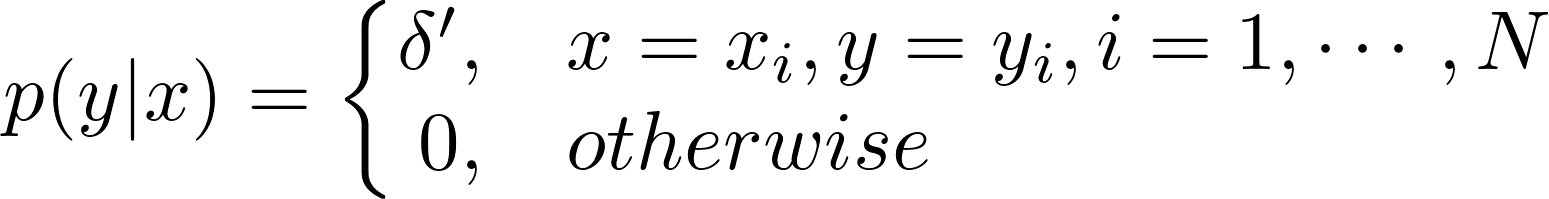 p(y|x) = { δ′, x = x_i, y = y_i, i = 1, ⋯ , N
0, otherwise